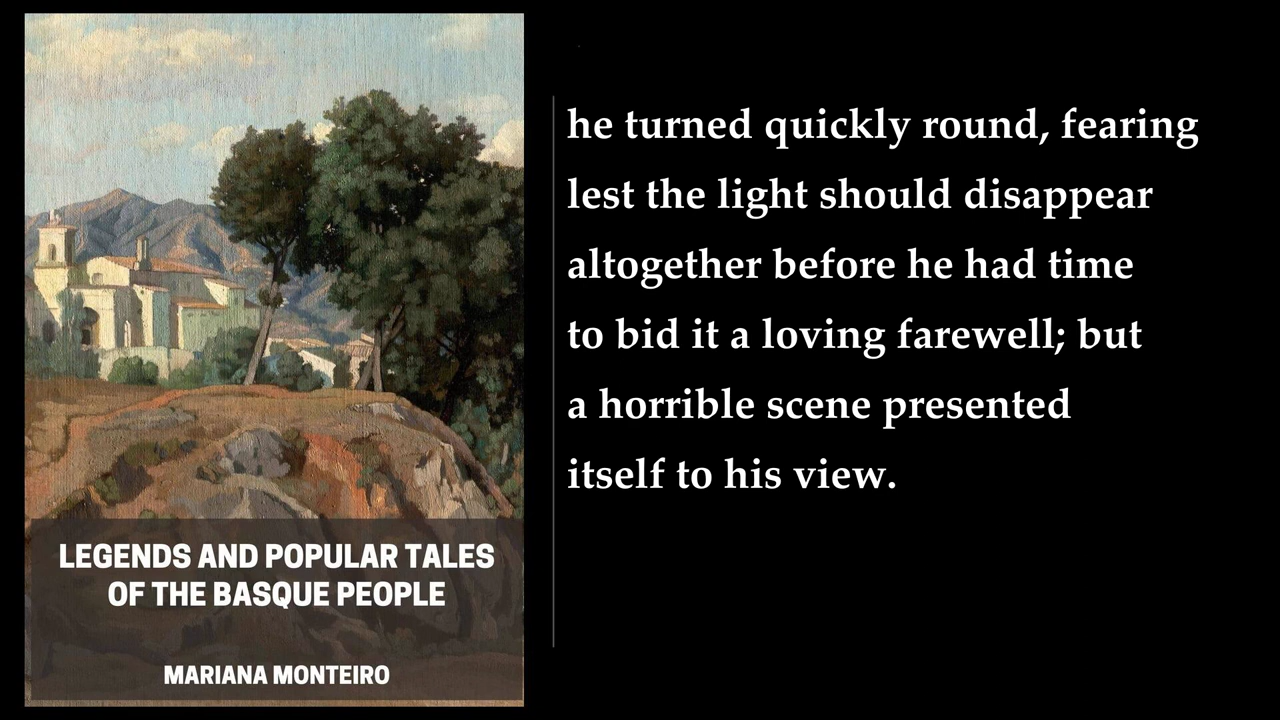 LEGENDS AND POPULAR TALES
OF THE BASQUE PEOPLE
MARIANA MONTEIRO
he turned quickly round, fearing
lest the light should disappear
altogether before he had time
to bid it a loving farewell; but
a horrible scene presented
itself to his view.